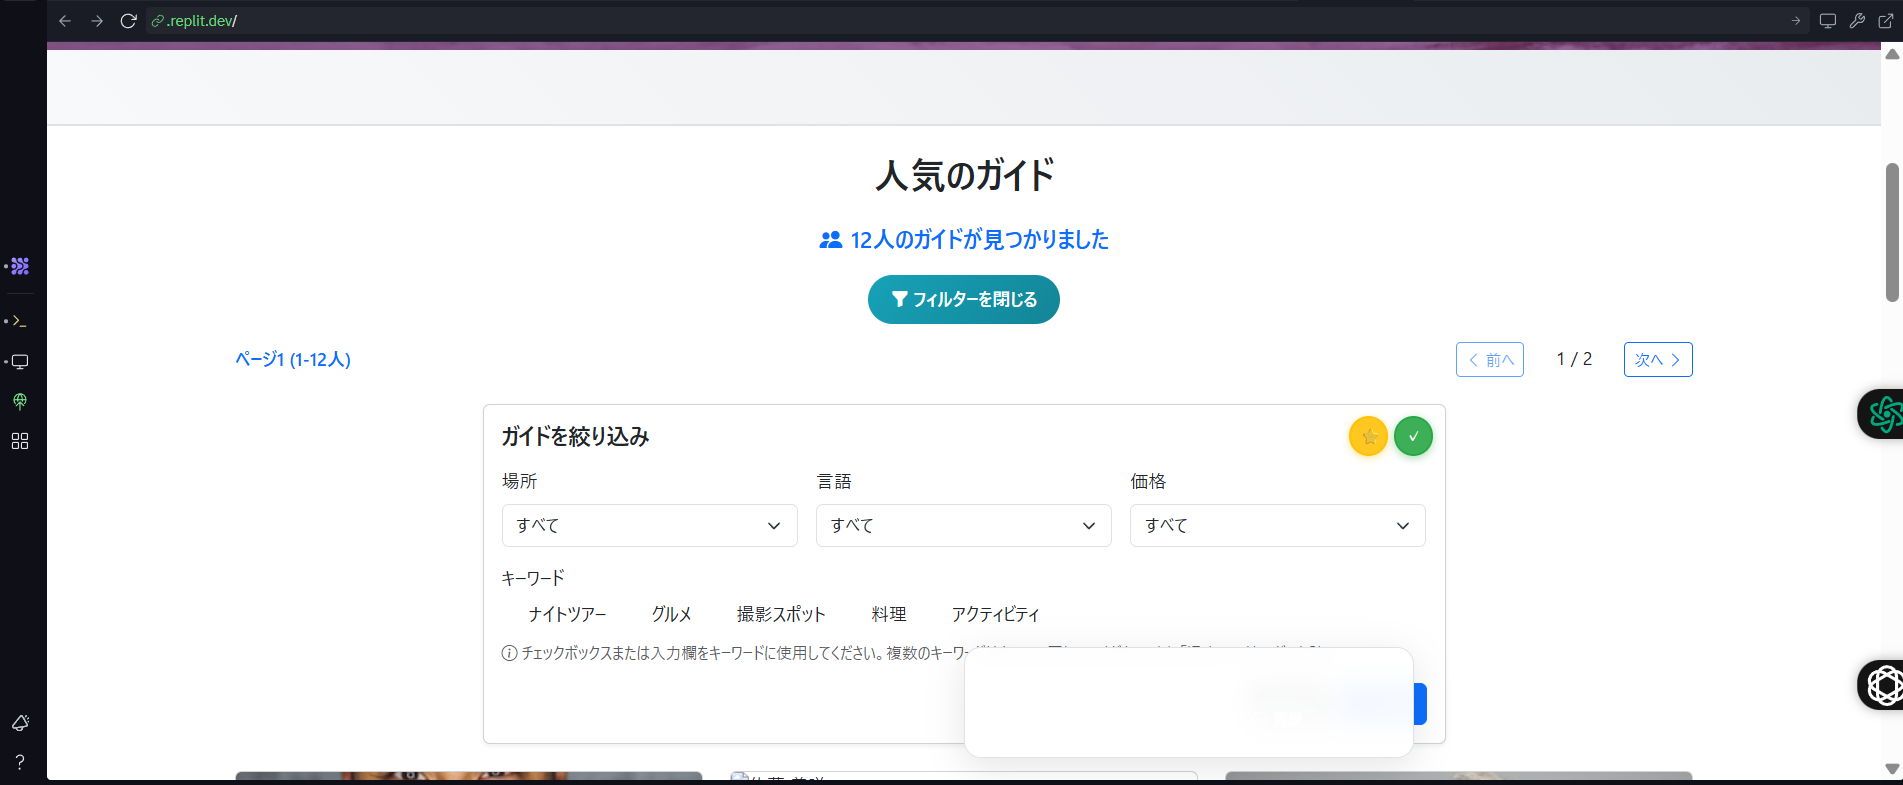 .replit.dev/
人気のガイド
12人のガイドが見つかりました
フィルターを閉じる
ページ1 (1-12人)
前へ
1 / 2
次へ
ガイドを絞り込み
場所
言語
価格
すべて
すべて
すべて
キーワード
ナイトツアー グルメ 撮影スポット 料理 アクティビティ
チェックボックスまたは入力欄をキーワードに使用してください。複数のキーワー